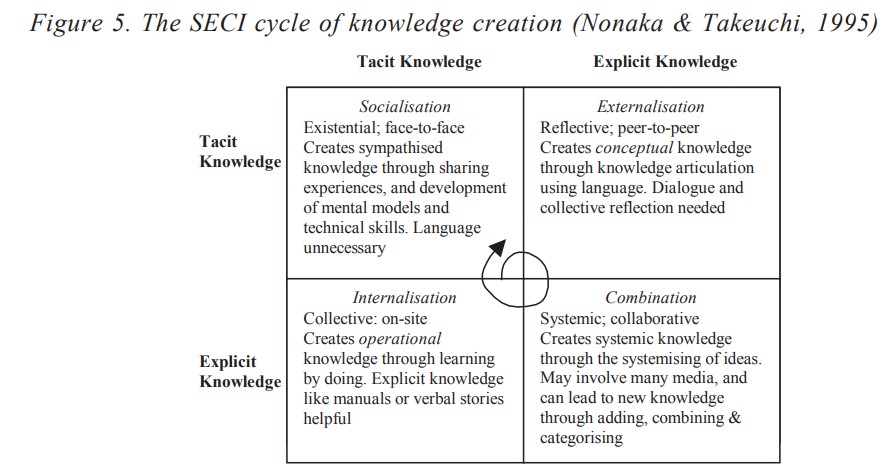 Figure 5. The SECI cycle of knowledge creation (Nonaka & Takeuchi, 1995)
Tacit Knowledge
Explicit Knowledge
Tacit
Knowledge
Socialisation
Existential; face-to-face
Creates sympathised
knowledge through sharing
experiences, and development
of mental models and
technical skills. Language
unnecessary
Externalisation
Reflective; peer-to-peer
Creates conceptual knowledge
through knowledge articulation
using language. Dialogue and
collective reflection needed
Explicit
Knowledge
Internalisation
Collective: on-site
Creates operational
knowledge through learning
by doing. Explicit knowledge
like manuals or verbal stories
helpful
Combination
Systemic; collaborative
Creates systemic knowledge
through the systemising of ideas.
May involve many media, and
can lead to new knowledge
through adding, combining &
categorising